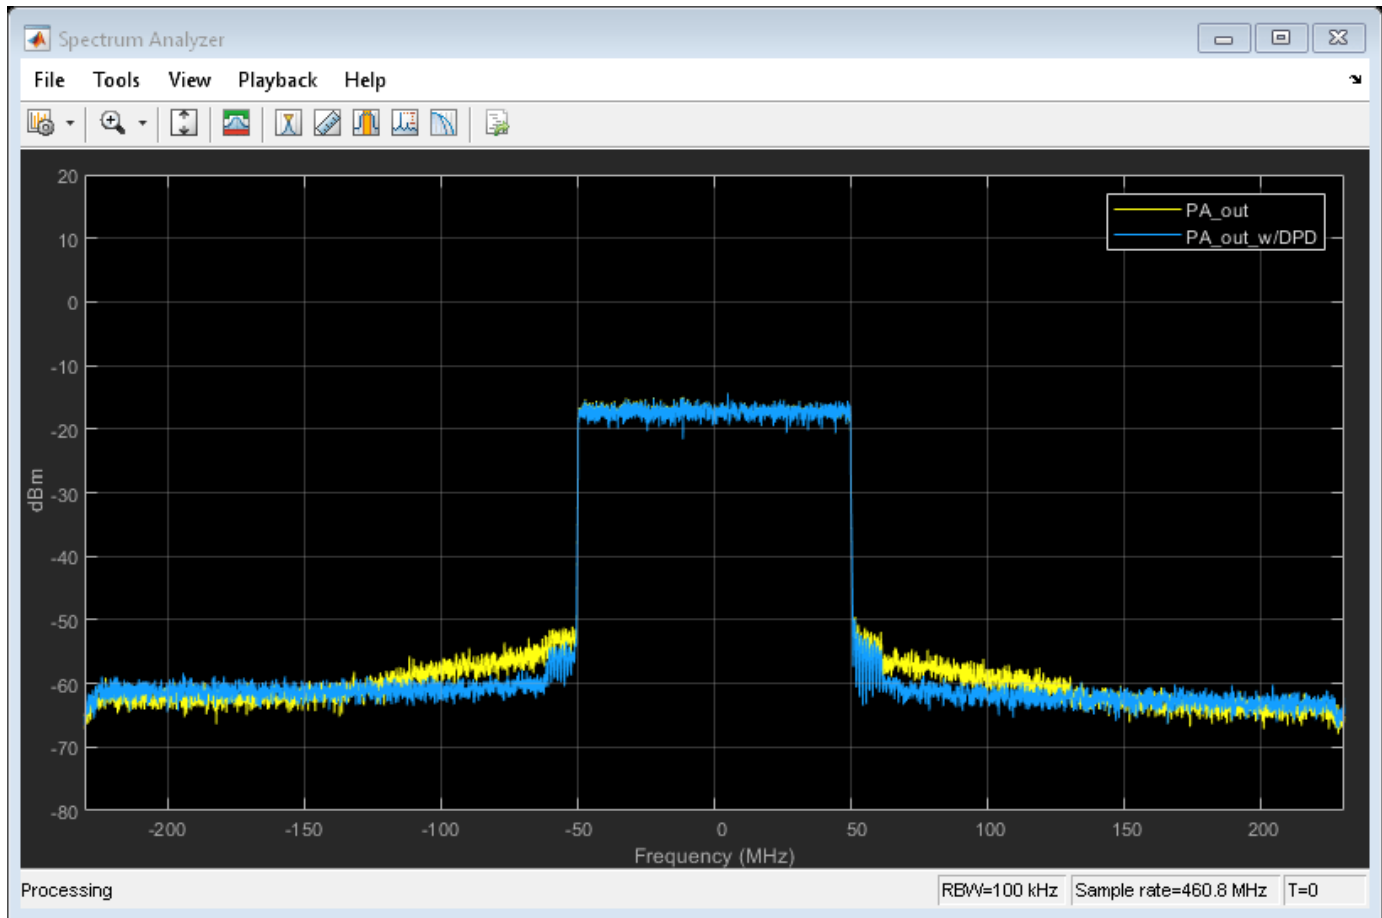 Spectrum Analyzer
File Tools View Playback Help
20
10
0
-10
-20
-30
-40
-50
-60
-70
-80
dBm
PA_out
PA_out_w/DPD
-200 -150 -100 -50 0 50 100 150 200
Frequency (MHz)
Processing RBW=100 kHz Sample rate=460.8 MHz T=0